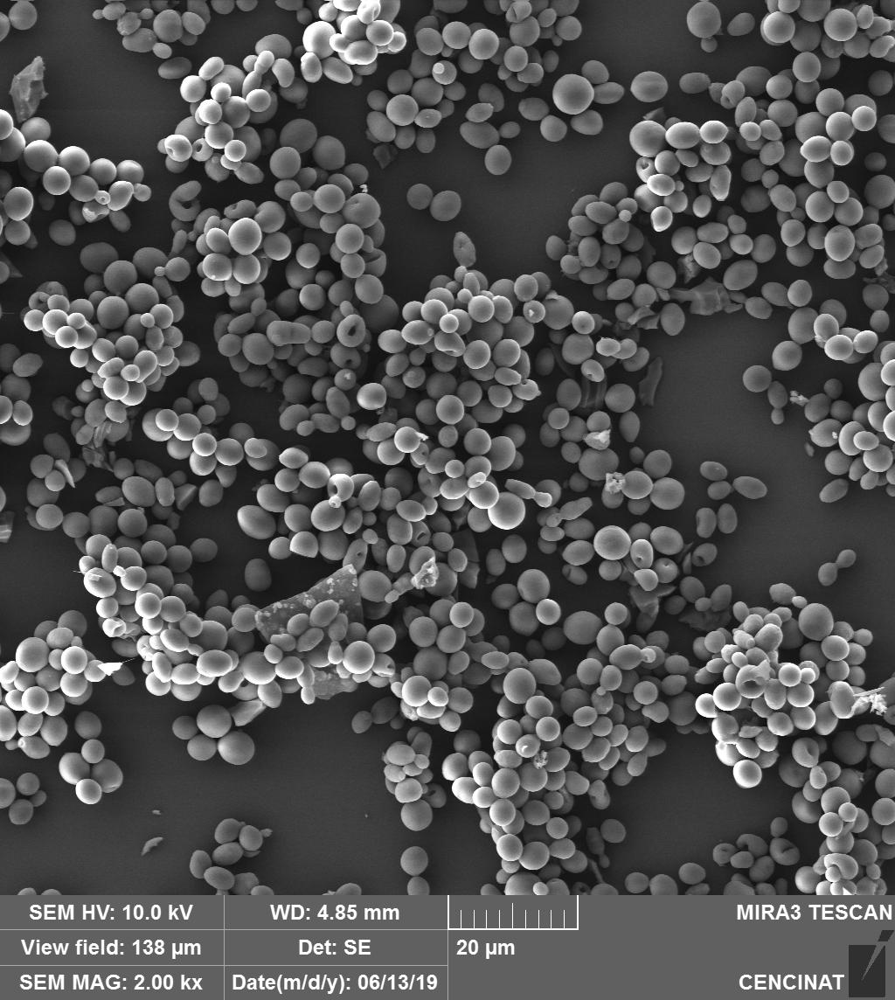 SEM HV: 10.0 kV
WD: 4.85 mm
MIRA3 TESCAN
View field: 138 µm
Det: SE
20 µm
SEM MAG: 2.00 kx
Date(m/d/y): 06/13/19
CENCINAT